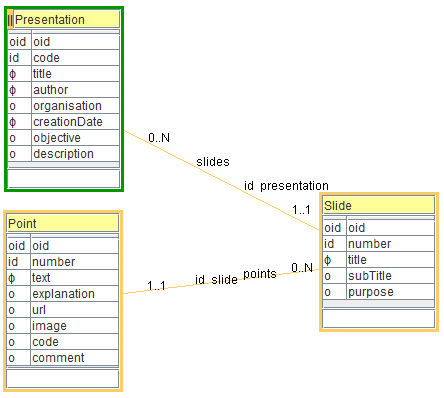 Presentation
oid oid
id code
ϕ title
ϕ author
o organisation
ϕ creationDate
o objective
o description
0..N
slides
id presentation
1..1
Slide
oid oid
id number
ϕ title
o subTitle
o purpose
Point
oid oid
id number
ϕ text
o explanation
o url
o image
o code
o comment
1..1 id slide points 0..N